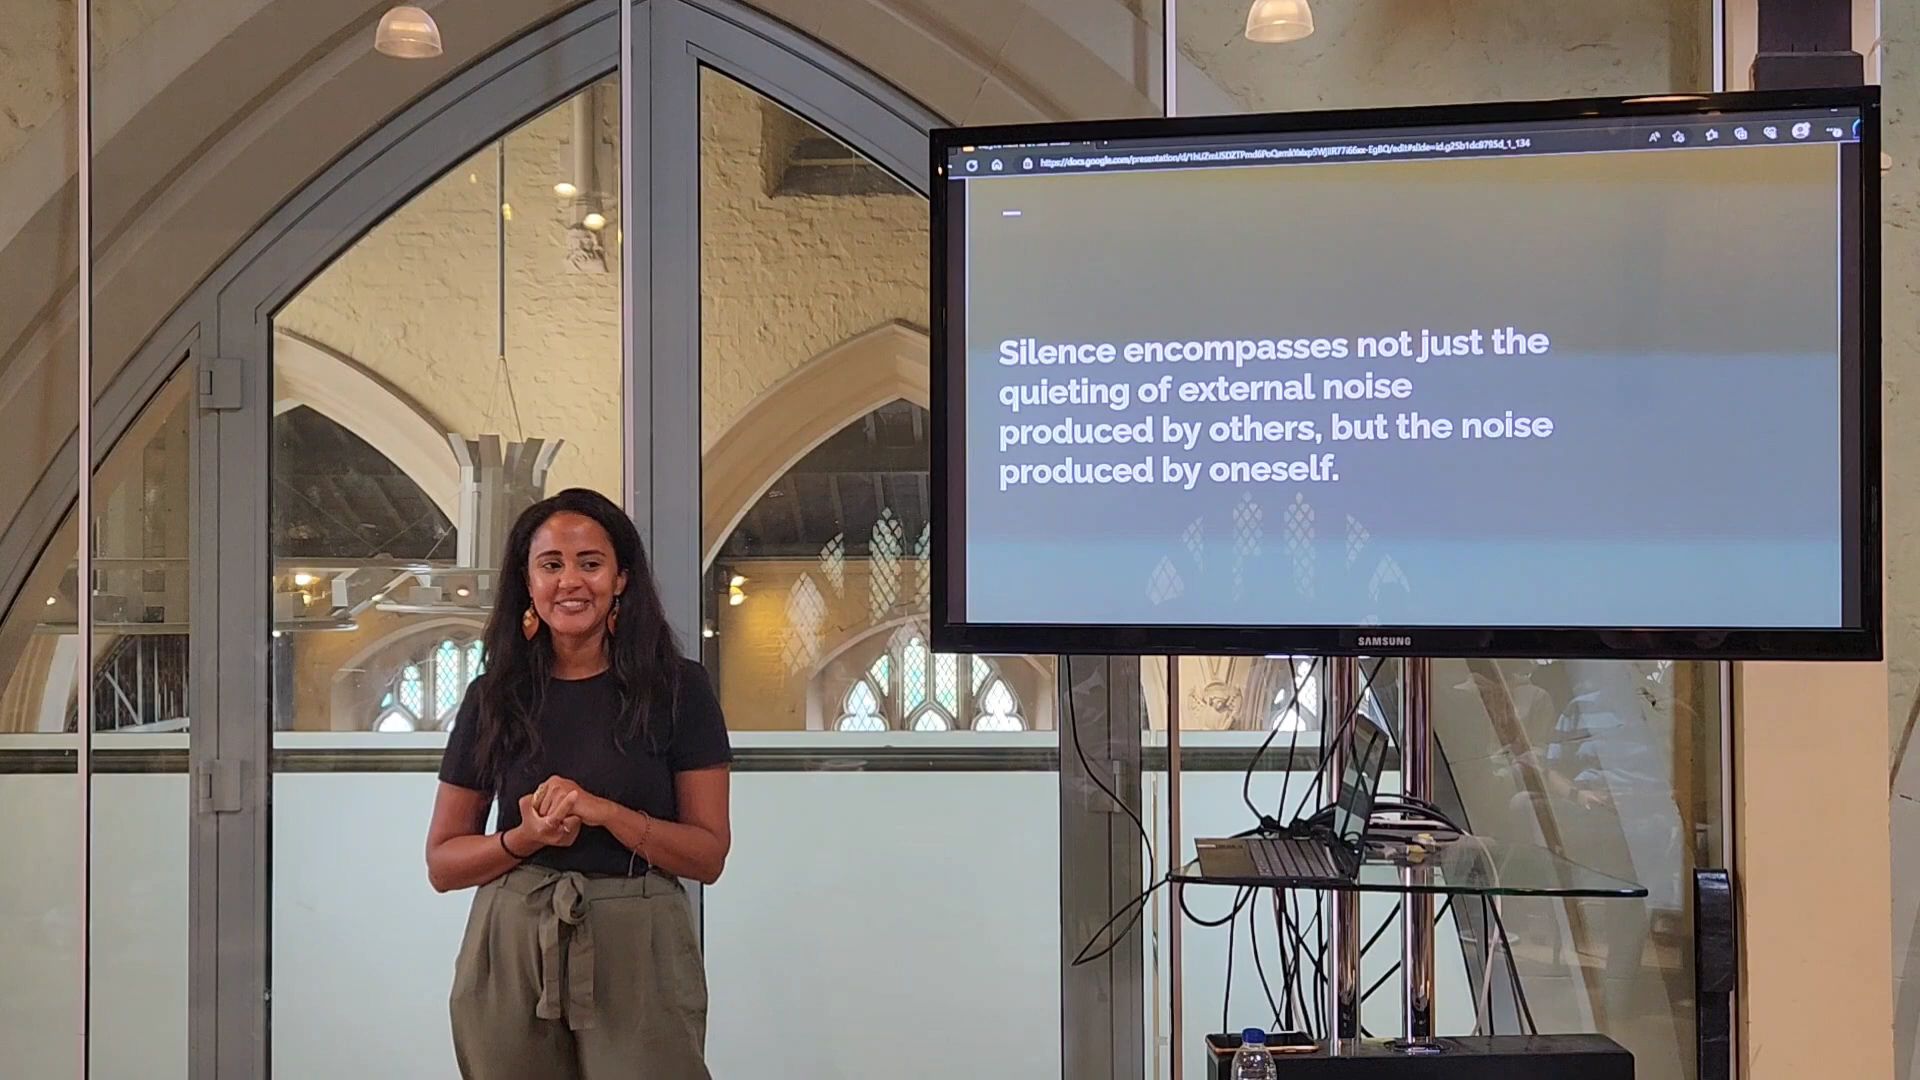 Silence encompasses not just the
quieting of external noise
produced by others, but the noise
produced by oneself.
SAMSUNG